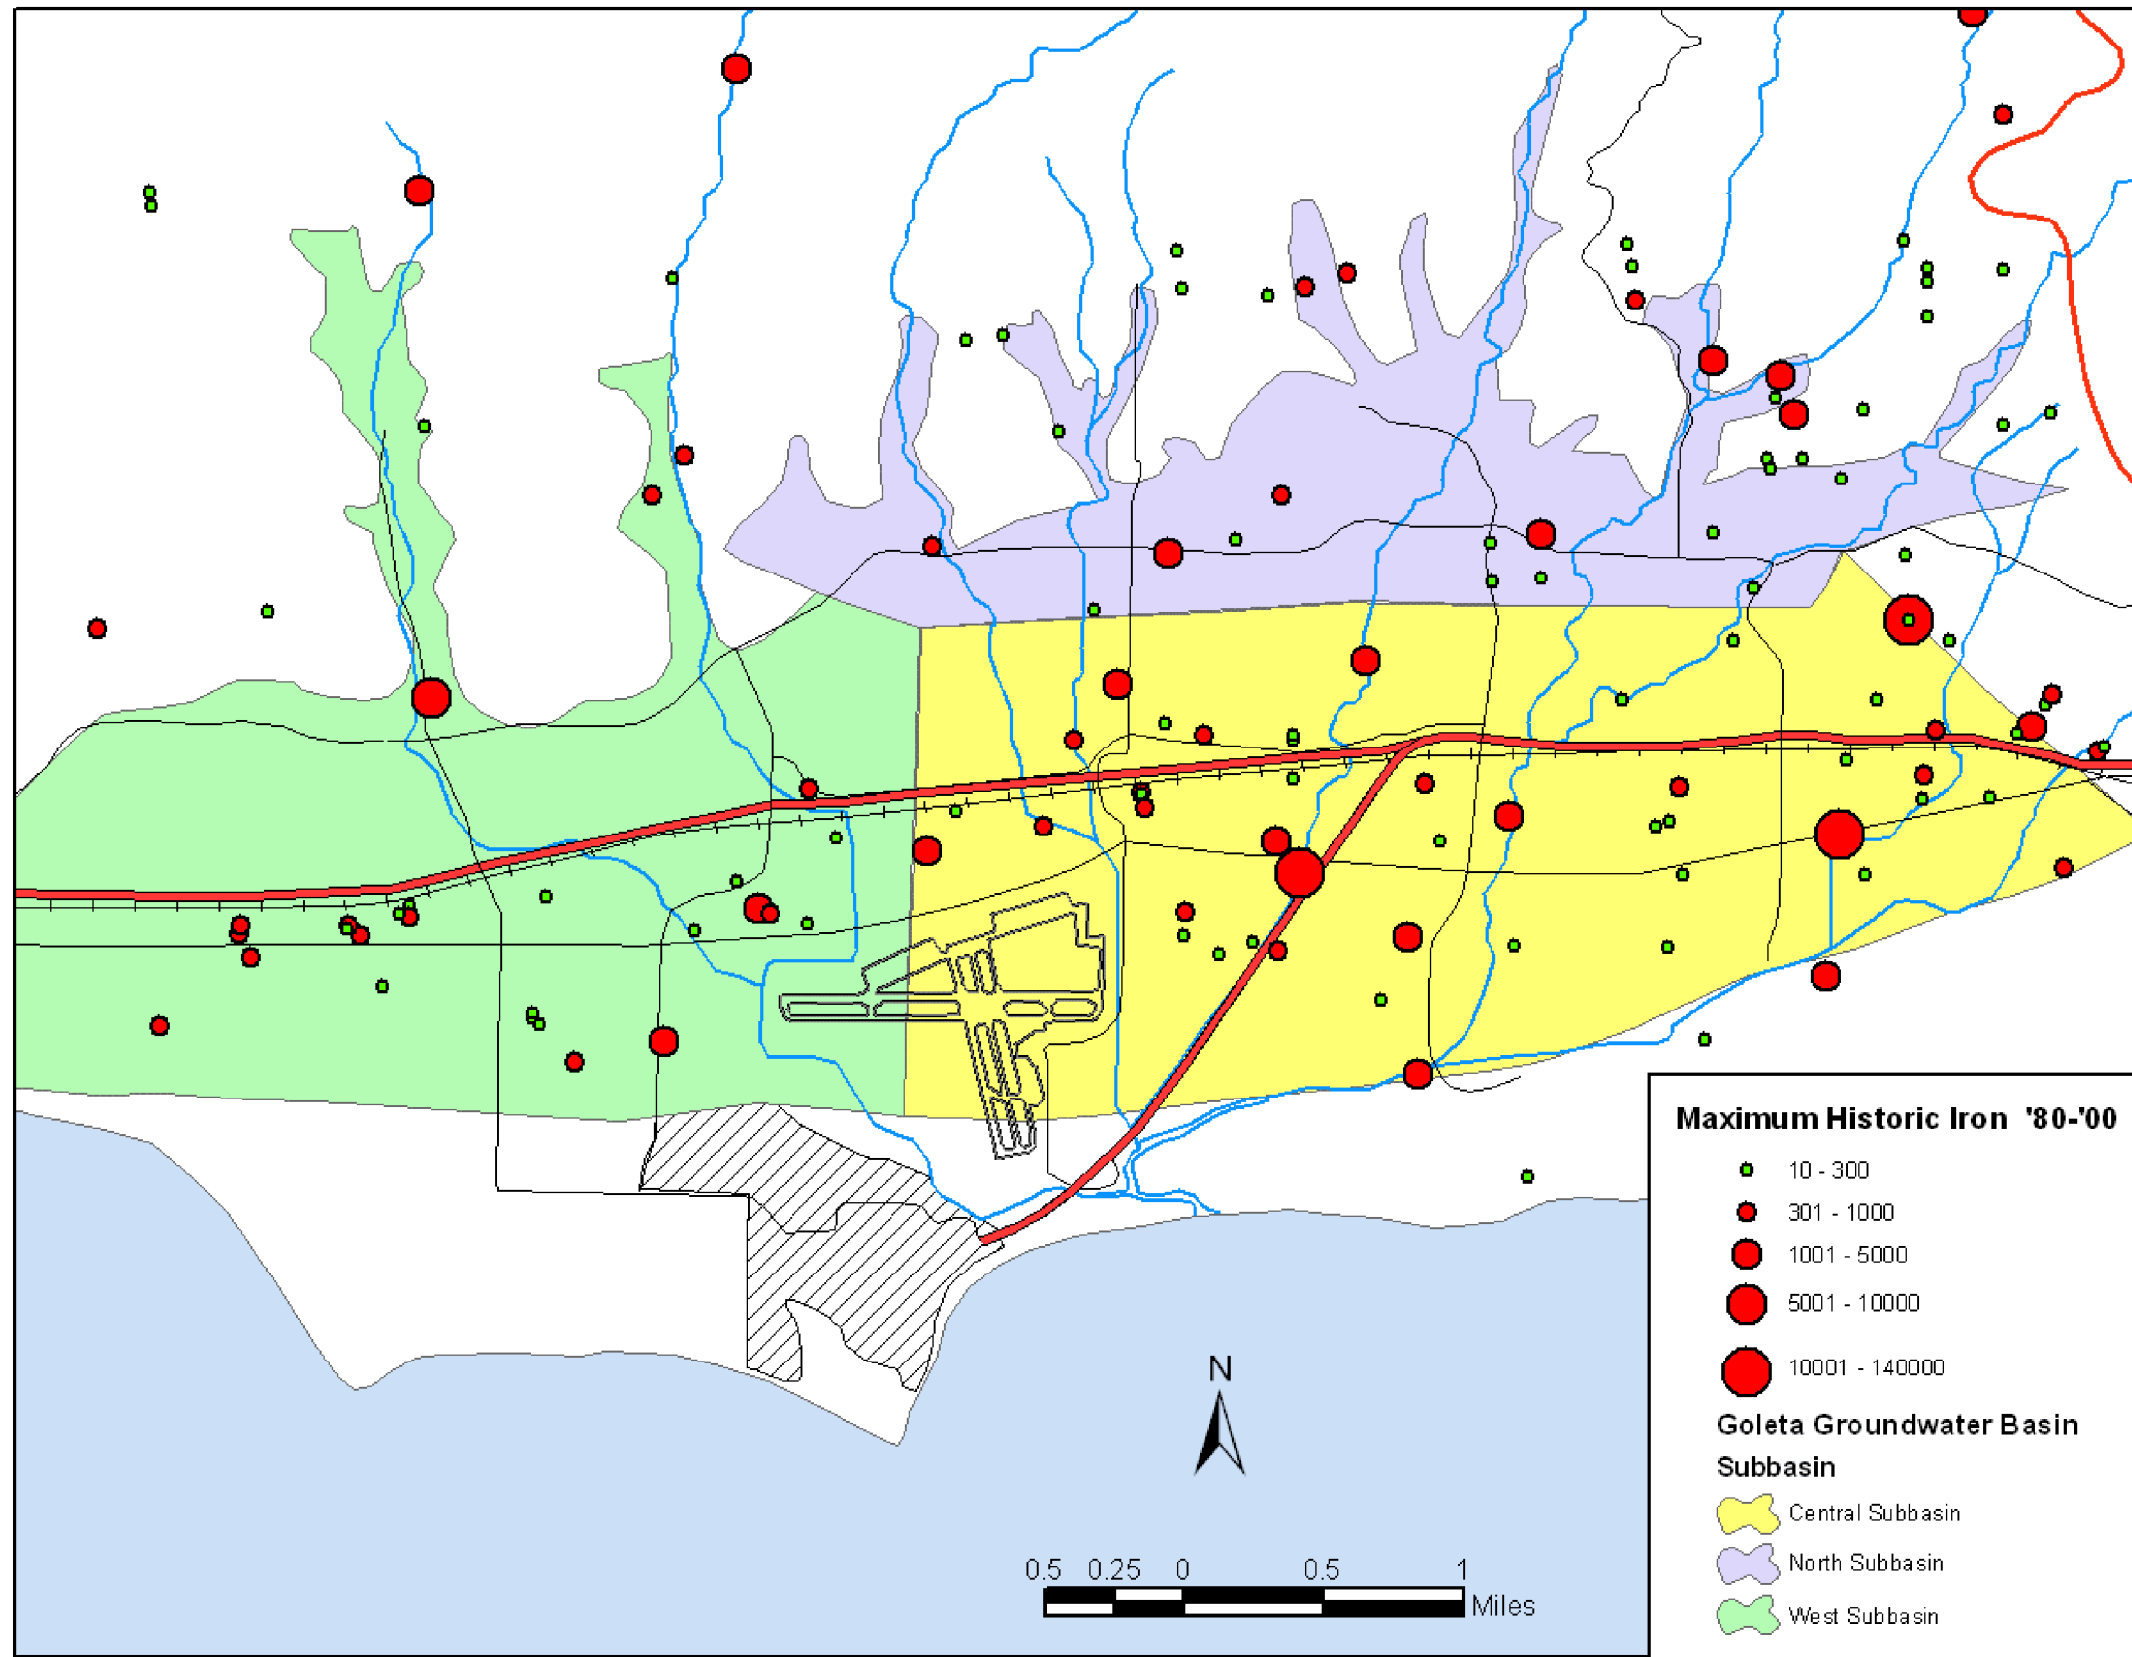 Maximum Historic Iron '80-'00
10 - 300
301 - 1000
1001 - 5000
5001 - 10000
10001 - 140000
Goleta Groundwater Basin
Subbasin
Central Subbasin
North Subbasin
West Subbasin
N
0.5 0.25 0 0.5 1
Miles